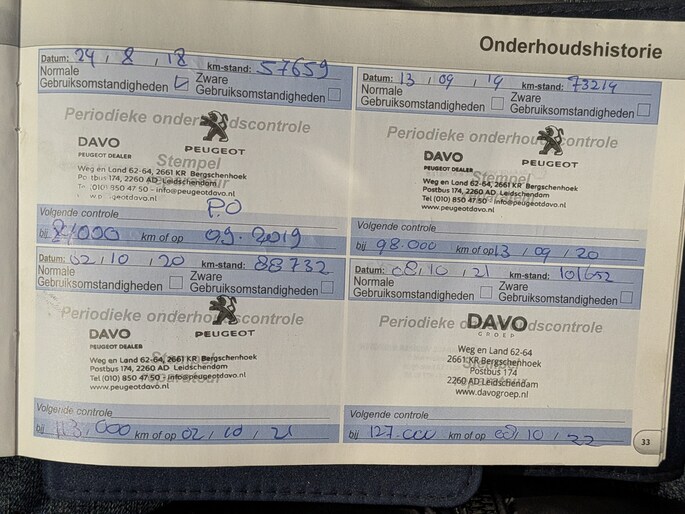 Onderhoudshistorie
Datum: 24 / 8 / 18 km-stand: 57659
Normale
Gebruiksomstandigheden
Zware
Gebruiksomstandigheden
Periodieke onderhoudscontrole
DAVO
PEUGEOT DEALER
PEUGEOT
Stempel
Weg en Land 62-64, 2661 KR Bergschenhoek
Postbus 174, 2260 AD Leidschendam
(010) 850 47 50 - info@peugeotdavo.nl
peugeotdavo.nl
P.O
Volgende controle
bij km of op 09.2019
Datum: 13 / 09 / 19 km-stand: 73214
Normale
Gebruiksomstandigheden
Zware
Gebruiksomstandigheden
Periodieke onderhoudscontrole
DAVO
PEUGEOT DEALER
PEUGEOT
Stempel
Weg en Land 62-64, 2661 KR Bergschenhoek
Postbus 174, 2260 AD Leidschendam
Tel (010) 850 47 50 - info@peugeotdavo.nl
www.peugeotdavo.nl
Volgende controle
bij 98.000 km of op 13 / 09 / 20
Datum: 02 / 10 / 20 km-stand: 88732
Normale
Gebruiksomstandigheden
Zware
Gebruiksomstandigheden
Periodieke onderhoudscontrole
DAVO
PEUGEOT DEALER
PEUGEOT
Weg en Land 62-64, 2661 KR Bergschenhoek
Postbus 174, 2260 AD Leidschendam
Tel (010) 850 47 50 - info@peugeotdavo.nl
www.peugeotdavo.nl
Volgende controle
bij 113.000 km of op 02 / 10 / 21
Datum: 08 / 10 / 21 km-stand: 101652
Normale
Gebruiksomstandigheden
Zware
Gebruiksomstandigheden
Periodieke onderhoudscontrole
DAVO
GROEP
Weg en Land 62-64
2661 KR Bergschenhoek
Postbus 174
2260 AD Leidschendam
www.davogroep.nl
Volgende controle
bij 127.000 km of op 08 / 10 / 22
33